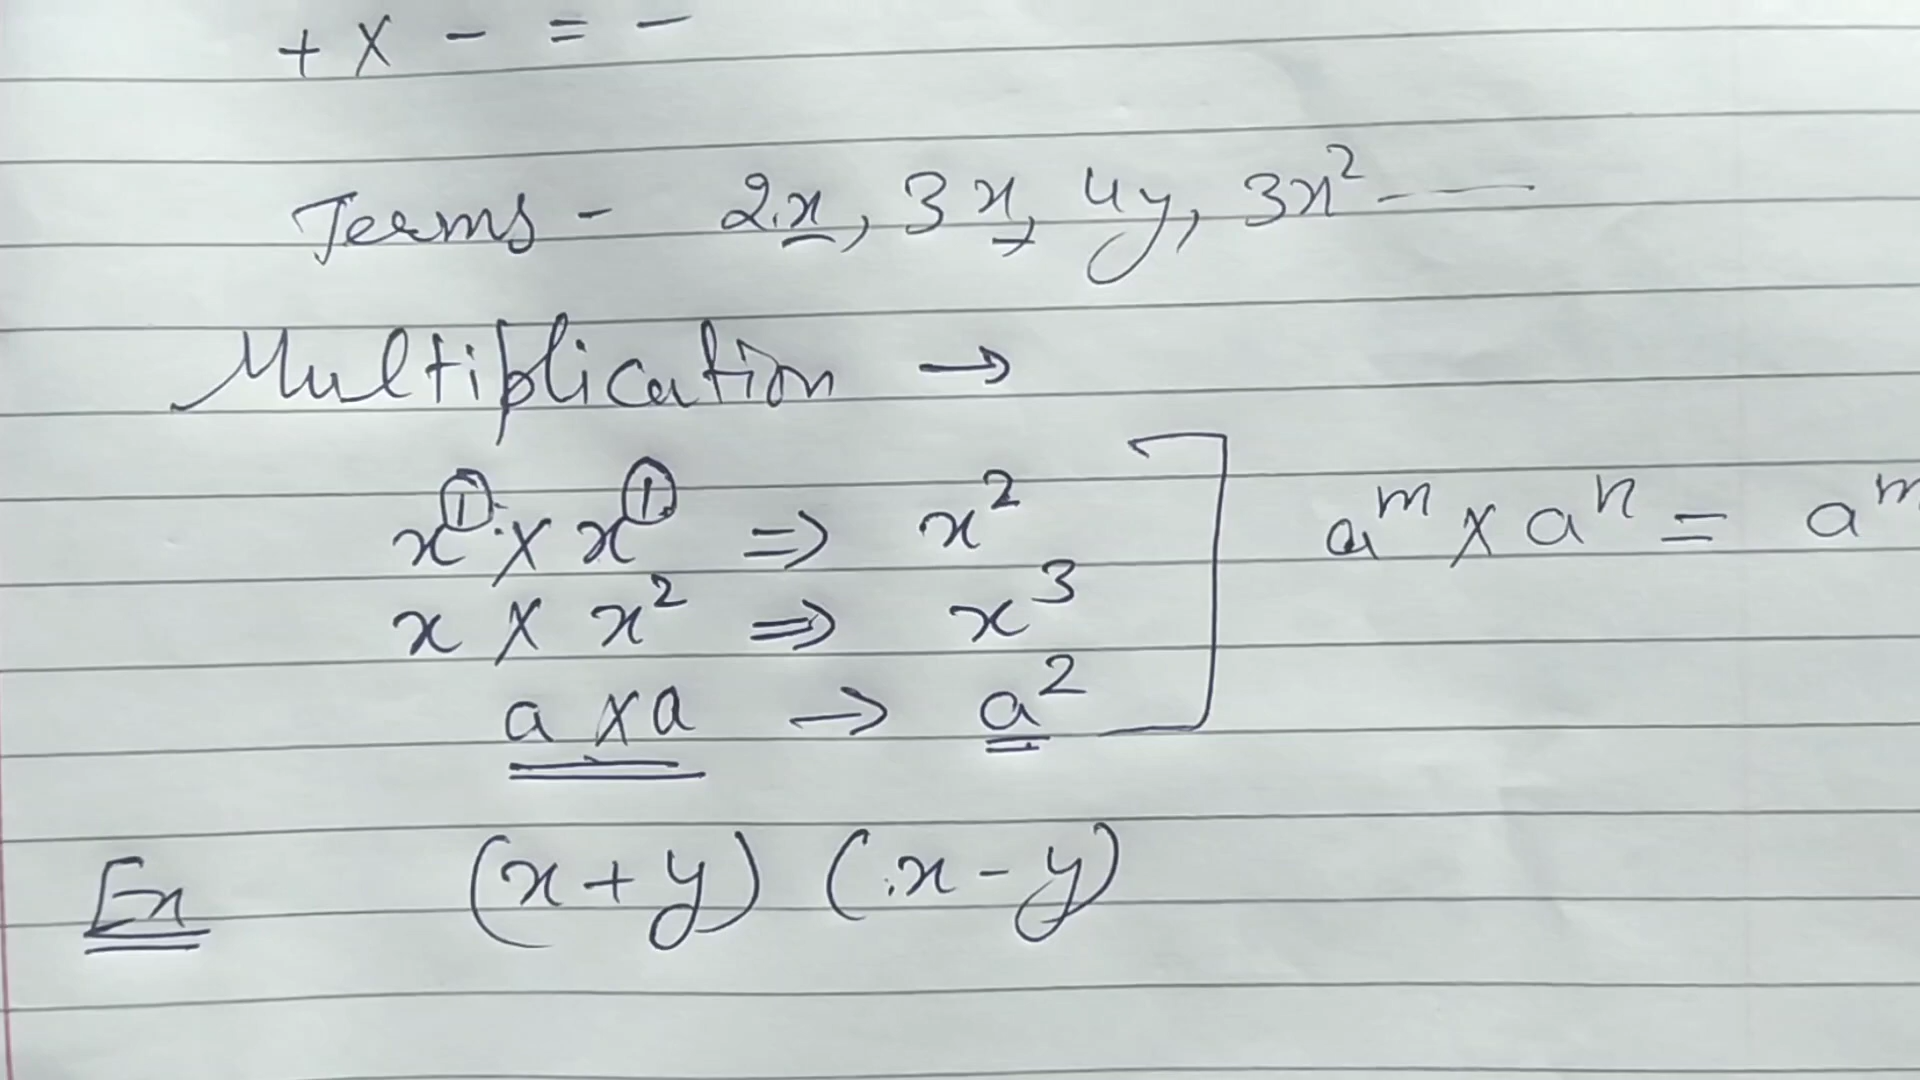 + × - = -
Terms - 2x, 3x, 4y, 3x² - —
Multiplication →
x¹ × x¹ ⇒ x²
x × x² ⇒ x³
a × a → a²
aᵐ × aⁿ = aᵐ
Ex (x + y) (x - y)